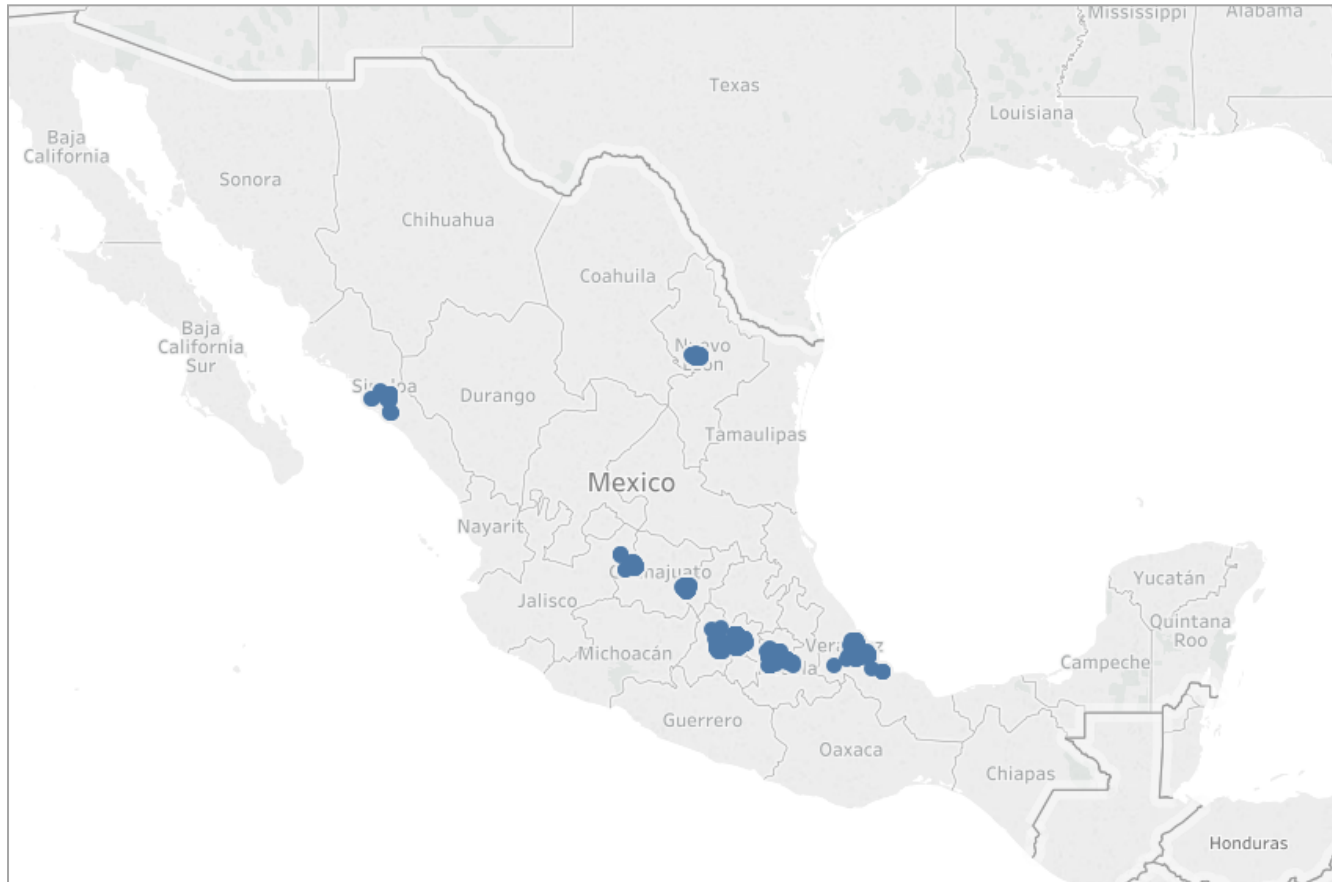 Mississippi
Alabama
Texas
Louisiana
Baja
California
Sonora
Chihuahua
Coahuila
Baja
California
Sur
Durango
Tamaulipas
Mexico
Nayarit
Jalisco
Michoacán
Yucatán
Quintana
Roo
Campeche
Guerrero
Oaxaca
Chiapas
Honduras